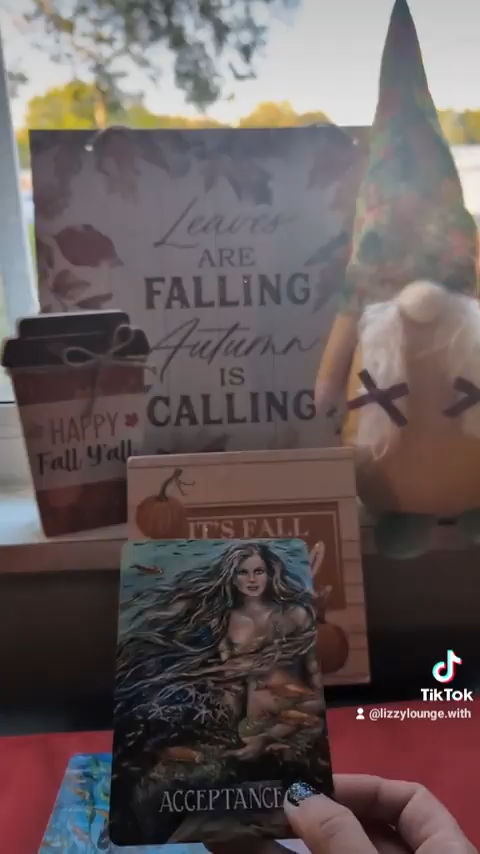 Leaves
ARE
FALLING
Autumn
IS
CALLING
HAPPY
Fall Y'all
IT'S FALL
ACCEPTANCE
TikTok
@lizzylounge.with